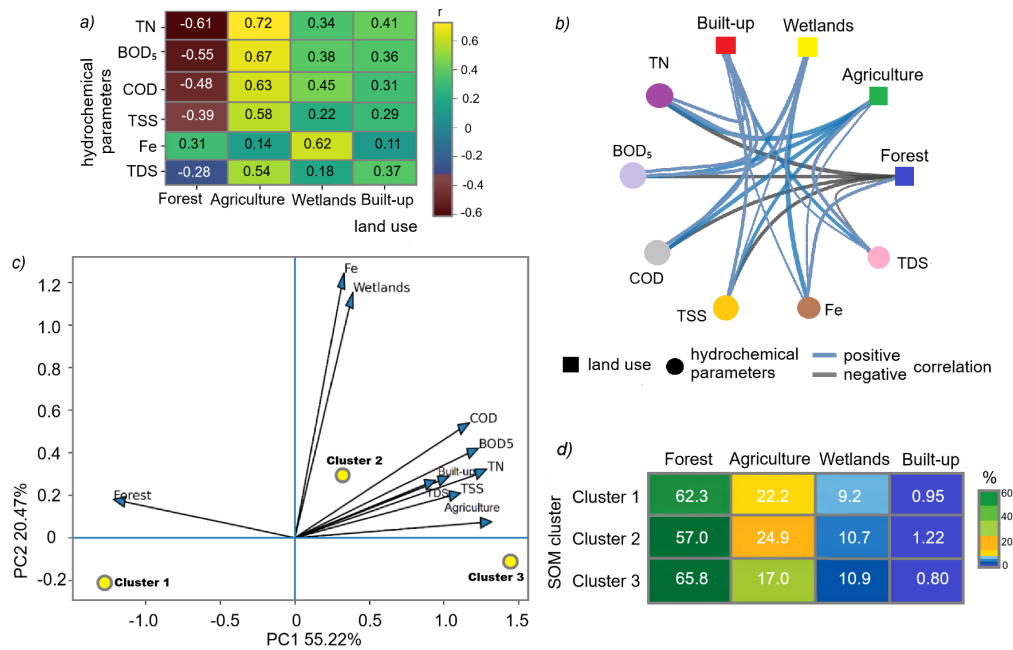 a)
r
TN
-0.61 0.72 0.34 0.41
BOD₅
-0.55 0.67 0.38 0.36
COD
-0.48 0.63 0.45 0.31
TSS
-0.39 0.58 0.22 0.29
Fe
0.31 0.14 0.62 0.11
TDS
-0.28 0.54 0.18 0.37
hydrochemical
parameters
Forest Agriculture Wetlands Built-up
land use
0.6
0.4
0.2
0
-0.2
-0.4
-0.6
b)
Built-up
Wetlands
TN
Agriculture
BOD₅
Forest
COD
TDS
TSS
Fe
land use
hydrochemical
parameters
positive
negative
correlation
c)
Fe
Wetlands
COD
BOD5
TN
Built-up
TDS
TSS
Agriculture
Forest
Cluster 2
Cluster 1
Cluster 3
1.2
1.0
0.8
0.6
0.4
0.2
0
-0.2
PC2 20.47%
-1.0 -0.5 0 0.5 1.0 1.5
PC1 55.22%
d)
Forest Agriculture Wetlands Built-up
Cluster 1 62.3 22.2 9.2 0.95
Cluster 2 57.0 24.9 10.7 1.22
Cluster 3 65.8 17.0 10.9 0.80
SOM cluster
%
60
40
20
0